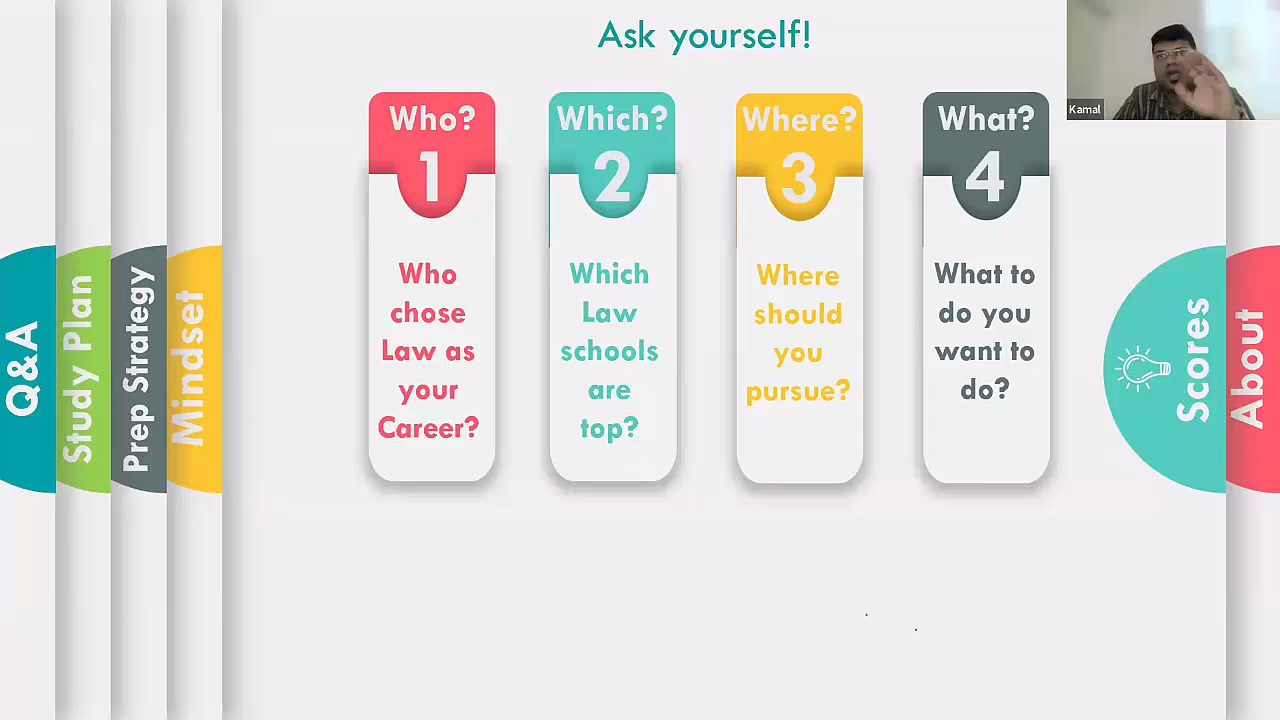 Ask yourself!
Kamal
Who?
1
Who
chose
Law as
your
Career?
Which?
2
Which
Law
schools
are
top?
Where?
3
Where
should
you
pursue?
What?
4
What to
do you
want to
do?
Q&A
Study Plan
Prep Strategy
Mindset
Scores
About